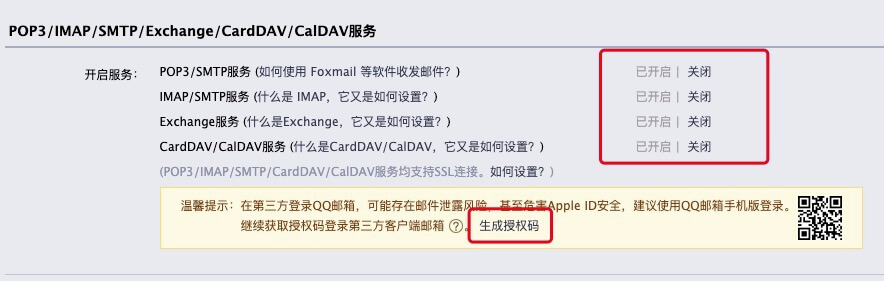 POP3/IMAP/SMTP/Exchange/CardDAV/CalDAV服务
开启服务： POP3/SMTP服务 (如何使用 Foxmail 等软件收发邮件？) 已开启 | 关闭
IMAP/SMTP服务 (什么是 IMAP，它又是如何设置？) 已开启 | 关闭
Exchange服务 (什么是Exchange，它又是如何设置？) 已开启 | 关闭
CardDAV/CalDAV服务 (什么是CardDAV/CalDAV，它又是如何设置？) 已开启 | 关闭
(POP3/IMAP/SMTP/CardDAV/CalDAV服务均支持SSL连接。如何设置？)
温馨提示： 在第三方登录QQ邮箱，可能存在邮件泄露风险，甚至危害Apple ID安全，建议使用QQ邮箱手机版登录。
继续获取授权码登录第三方客户端邮箱 ?。 生成授权码